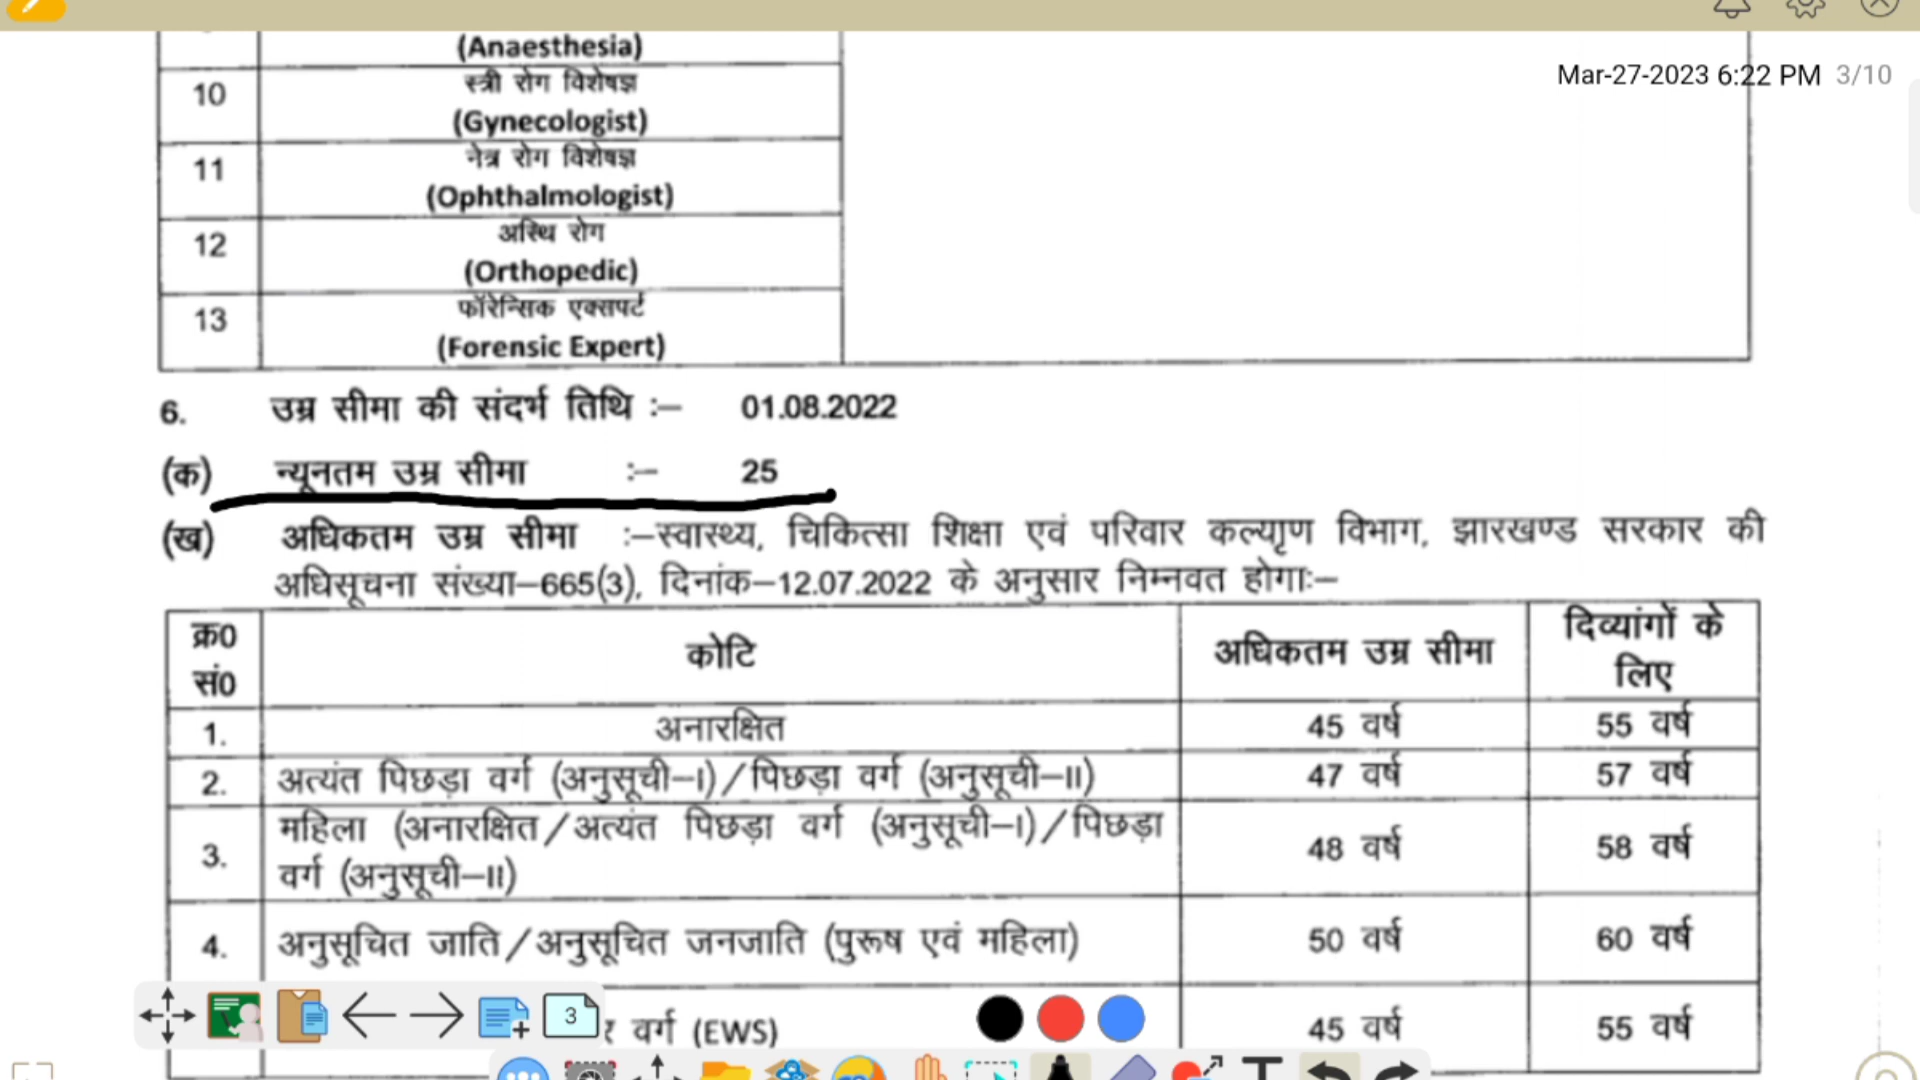 Mar-27-2023 6:22 PM 3/10
(Anaesthesia)
10 स्त्री रोग विशेषज्ञ
(Gynecologist)
11 नेत्र रोग विशेषज्ञ
(Ophthalmologist)
12 अस्थि रोग
(Orthopedic)
13 फॉरेन्सिक एक्सपर्ट
(Forensic Expert)
6. उम्र सीमा की संदर्भ तिथि :– 01.08.2022
(क) न्यूनतम उम्र सीमा :– 25
(ख) अधिकतम उम्र सीमा :–स्वास्थ्य, चिकित्सा शिक्षा एवं परिवार कल्याण विभाग, झारखण्ड सरकार की
अधिसूचना संख्या–665(3), दिनांक–12.07.2022 के अनुसार निम्नवत होगाः–
क्र0 सं0 कोटि अधिकतम उम्र सीमा दिव्यांगों के लिए
1. अनारक्षित 45 वर्ष 55 वर्ष
2. अत्यंत पिछड़ा वर्ग (अनुसूची–I)/पिछड़ा वर्ग (अनुसूची–II) 47 वर्ष 57 वर्ष
3. महिला (अनारक्षित/अत्यंत पिछड़ा वर्ग (अनुसूची–I)/पिछड़ा
वर्ग (अनुसूची–II) 48 वर्ष 58 वर्ष
4. अनुसूचित जाति/अनुसूचित जनजाति (पुरूष एवं महिला) 50 वर्ष 60 वर्ष
वर्ग (EWS) 45 वर्ष 55 वर्ष
3